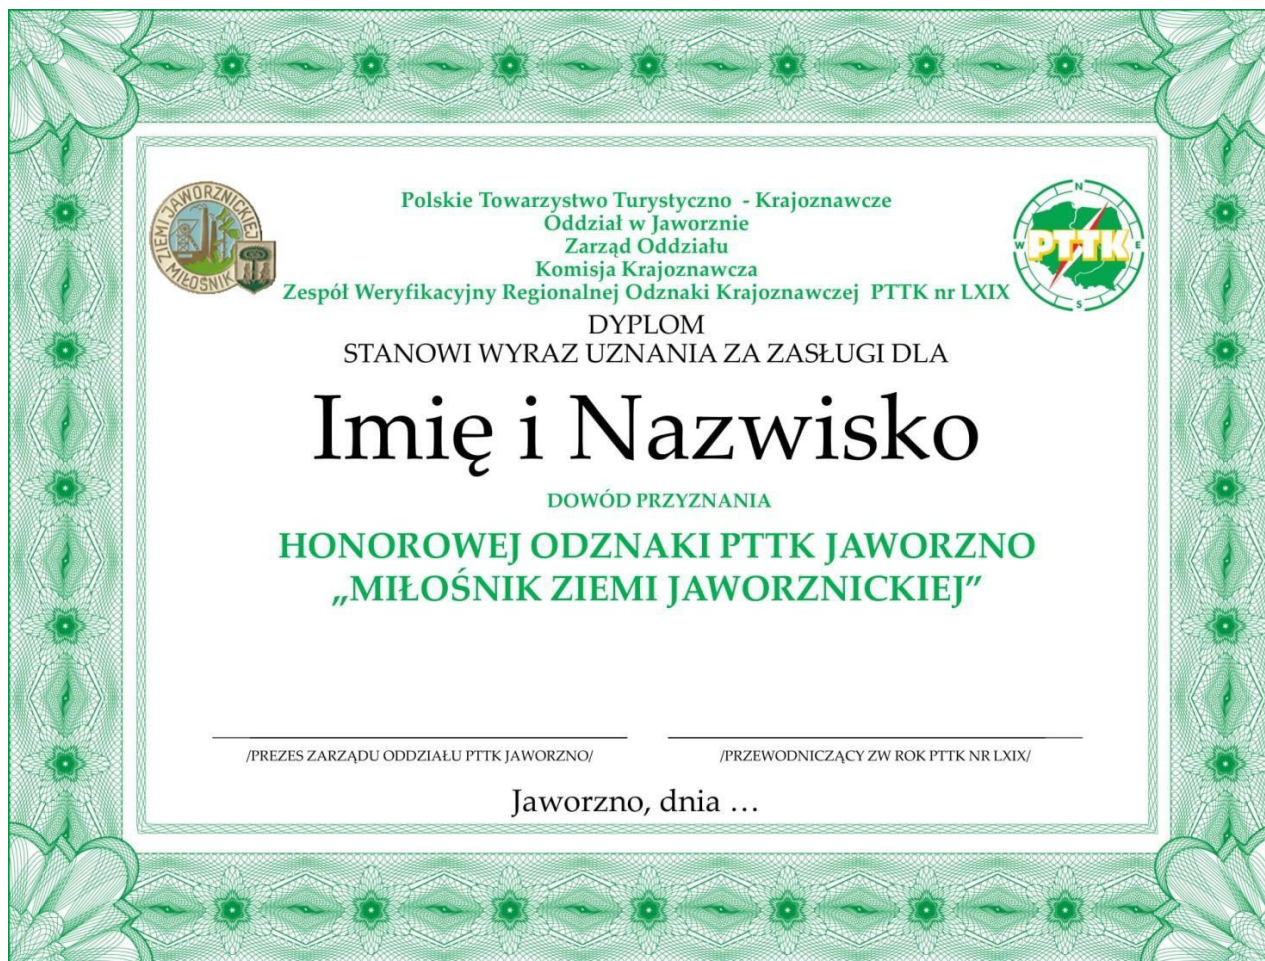 MIŁOŚNIK ZIEMI JAWORZNICKIEJ
Polskie Towarzystwo Turystyczno - Krajoznawcze
Oddział w Jaworznie
Zarząd Oddziału
Komisja Krajoznawcza
Zespół Weryfikacyjny Regionalnej Odznaki Krajoznawczej PTTK nr LXIX
N
W PTTK E
S
DYPLOM
STANOWI WYRAZ UZNANIA ZA ZASŁUGI DLA
Imię i Nazwisko
DOWÓD PRZYZNANIA
HONOROWEJ ODZNAKI PTTK JAWORZNO
„MIŁOŚNIK ZIEMI JAWORZNICKIEJ”
/PREZES ZARZĄDU ODDZIAŁU PTTK JAWORZNO/
/PRZEWODNICZĄCY ZW ROK PTTK NR LXIX/
Jaworzno, dnia …